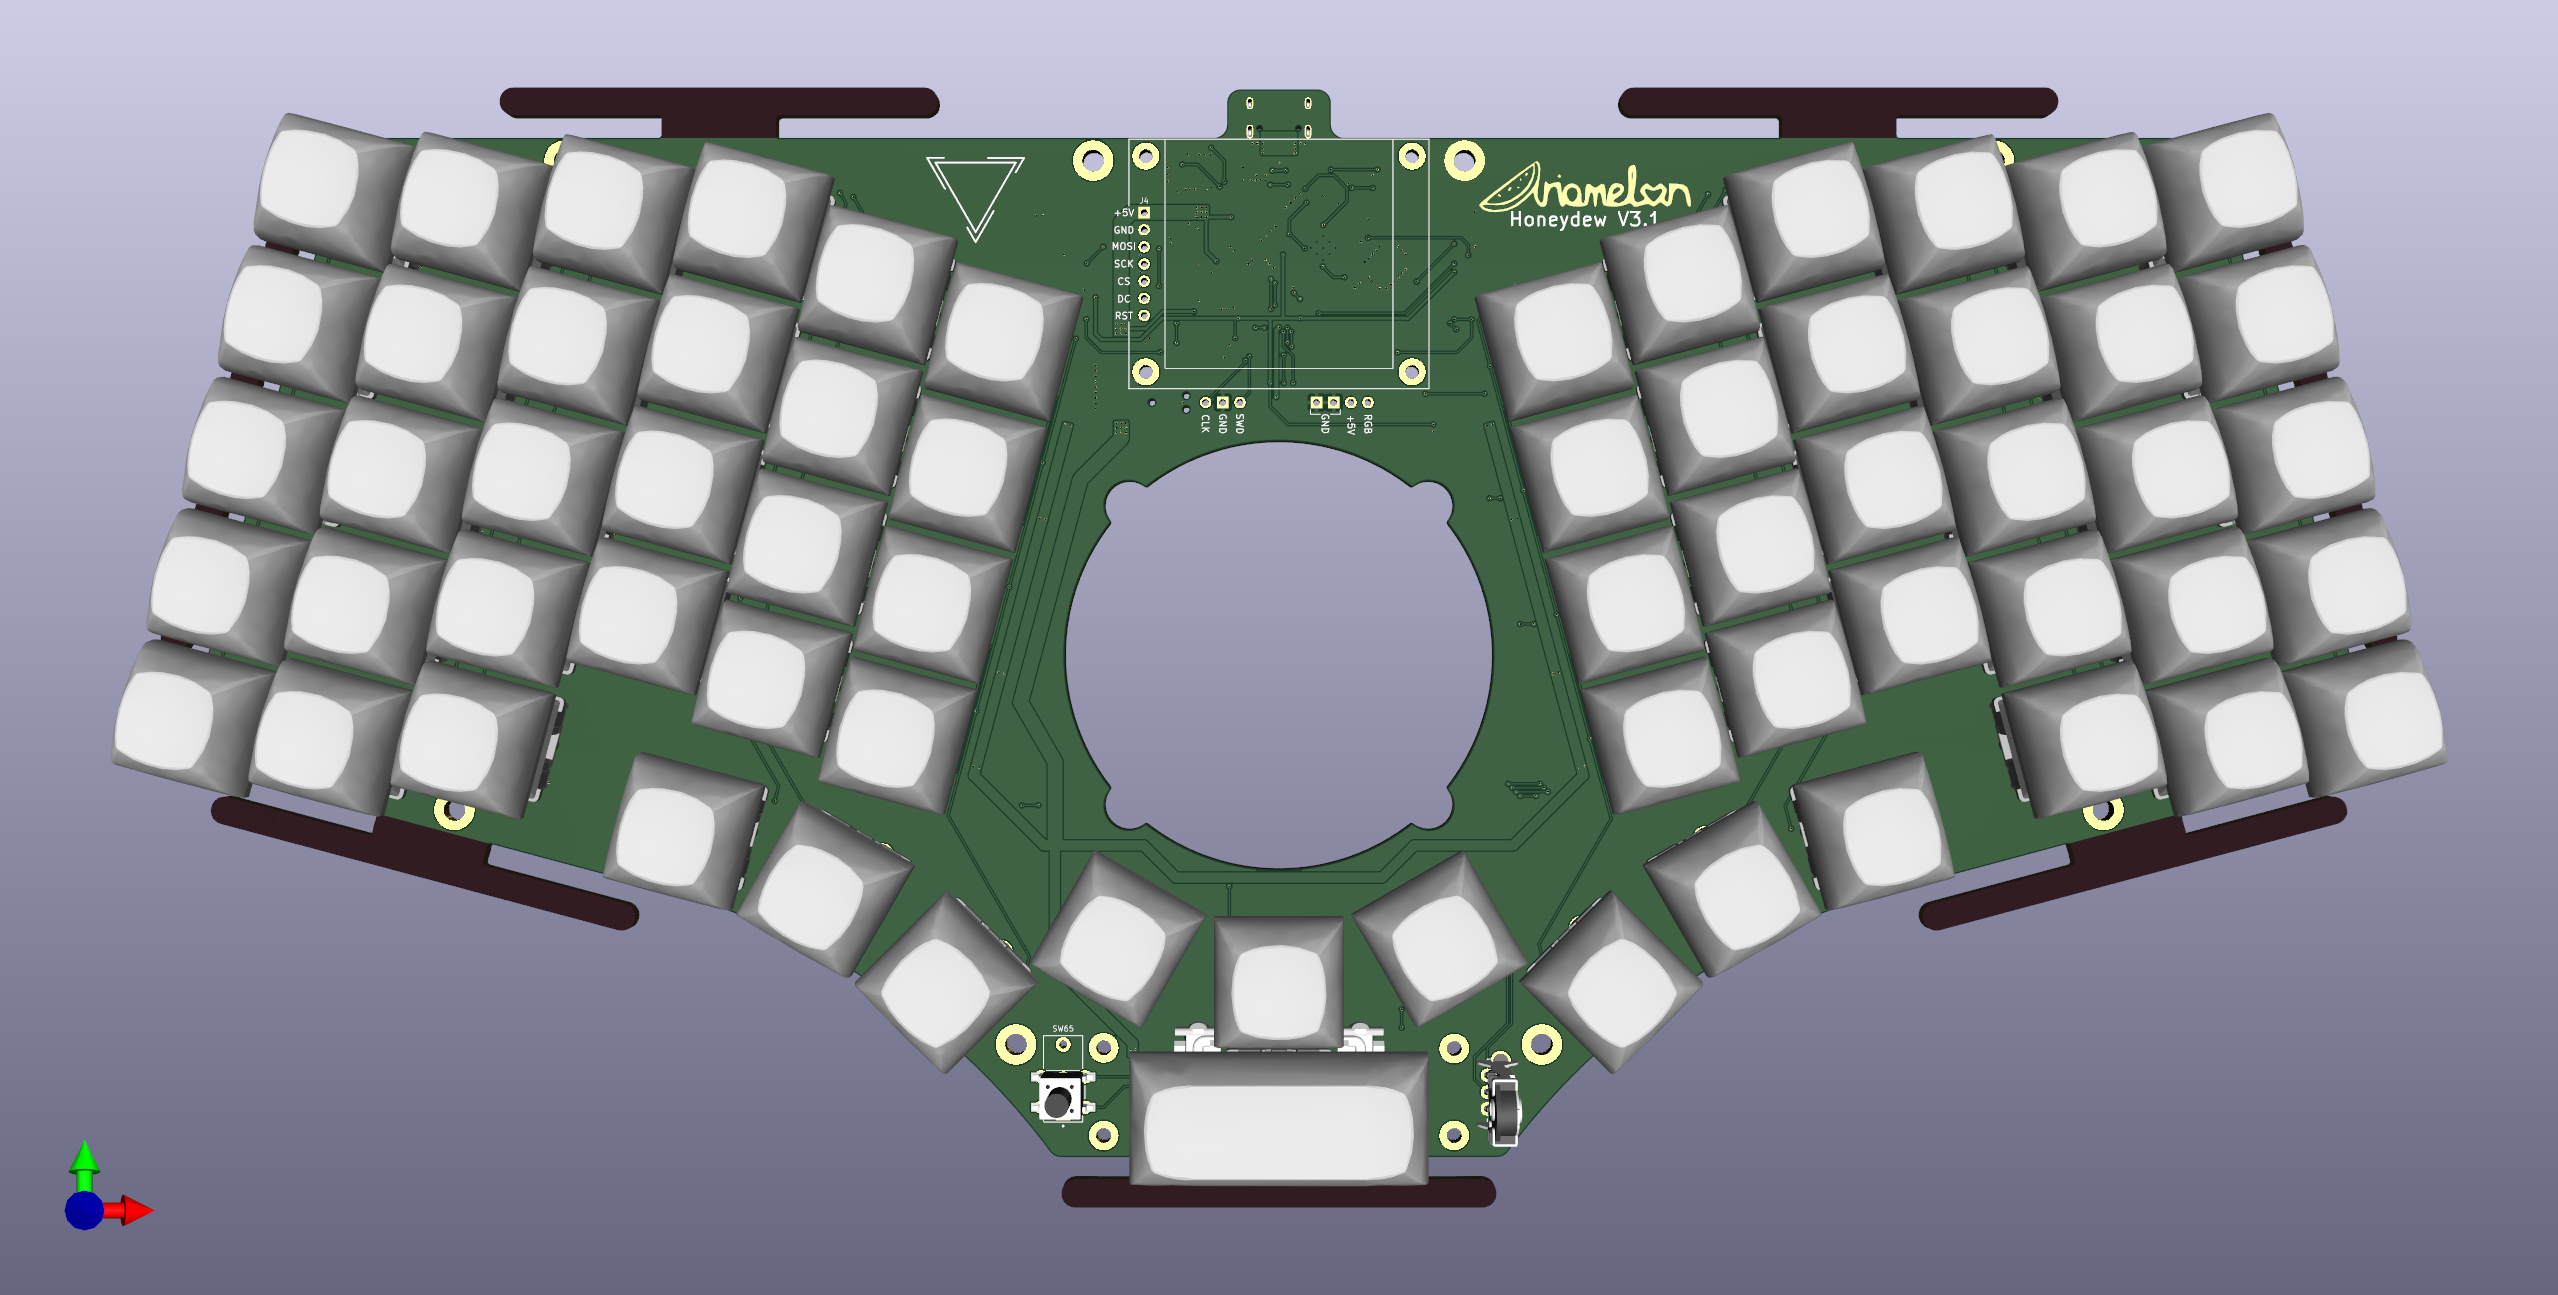 Ariamelon
Honeydew V3.1
J4
+5V
GND
MOSI
SCK
CS
DC
RST
CLK
GND
SWD
GND
+5V
RGB
SW65